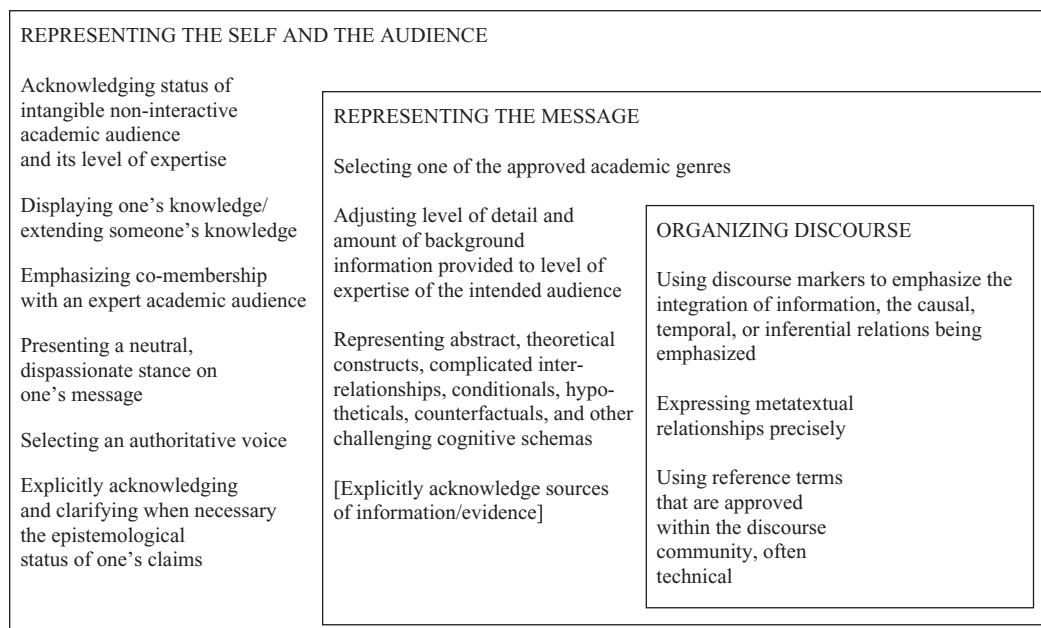 REPRESENTING THE SELF AND THE AUDIENCE
Acknowledging status of
intangible non-interactive
academic audience
and its level of expertise
Displaying one’s knowledge/
extending someone’s knowledge
Emphasizing co-membership
with an expert academic audience
Presenting a neutral,
dispassionate stance on
one’s message
Selecting an authoritative voice
Explicitly acknowledging
and clarifying when necessary
the epistemological
status of one’s claims
REPRESENTING THE MESSAGE
Selecting one of the approved academic genres
Adjusting level of detail and
amount of background
information provided to level of
expertise of the intended audience
Representing abstract, theoretical
constructs, complicated inter-
relationships, conditionals, hypo-
theticals, counterfactuals, and other
challenging cognitive schemas
[Explicitly acknowledge sources
of information/evidence]
ORGANIZING DISCOURSE
Using discourse markers to emphasize the
integration of information, the causal,
temporal, or inferential relations being
emphasized
Expressing metatextual
relationships precisely
Using reference terms
that are approved
within the discourse
community, often
technical